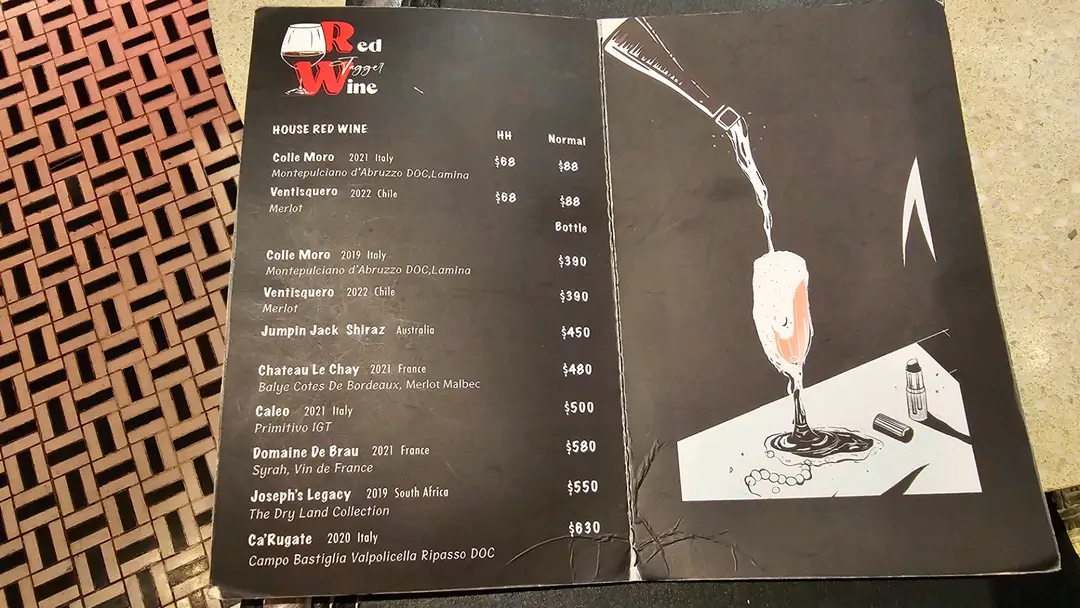 Red
Jagger
Wine
HOUSE RED WINE HH Normal
Colle Moro 2021 Italy $68 $88
Montepulciano d'Abruzzo DOC,Lamina
Ventisquero 2022 Chile $68 $88
Merlot
Bottle
Colle Moro 2019 Italy $390
Montepulciano d'Abruzzo DOC,Lamina
Ventisquero 2022 Chile $390
Merlot
Jumpin Jack Shiraz Australia $450
Chateau Le Chay 2021 France $480
Balye Cotes De Bordeaux, Merlot Malbec
Caleo 2021 Italy $500
Primitivo IGT
Domaine De Brau 2021 France $580
Syrah, Vin de France
Joseph's Legacy 2019 South Africa $550
The Dry Land Collection
Ca'Rugate 2020 Italy $630
Campo Bastiglia Valpolicella Ripasso DOC